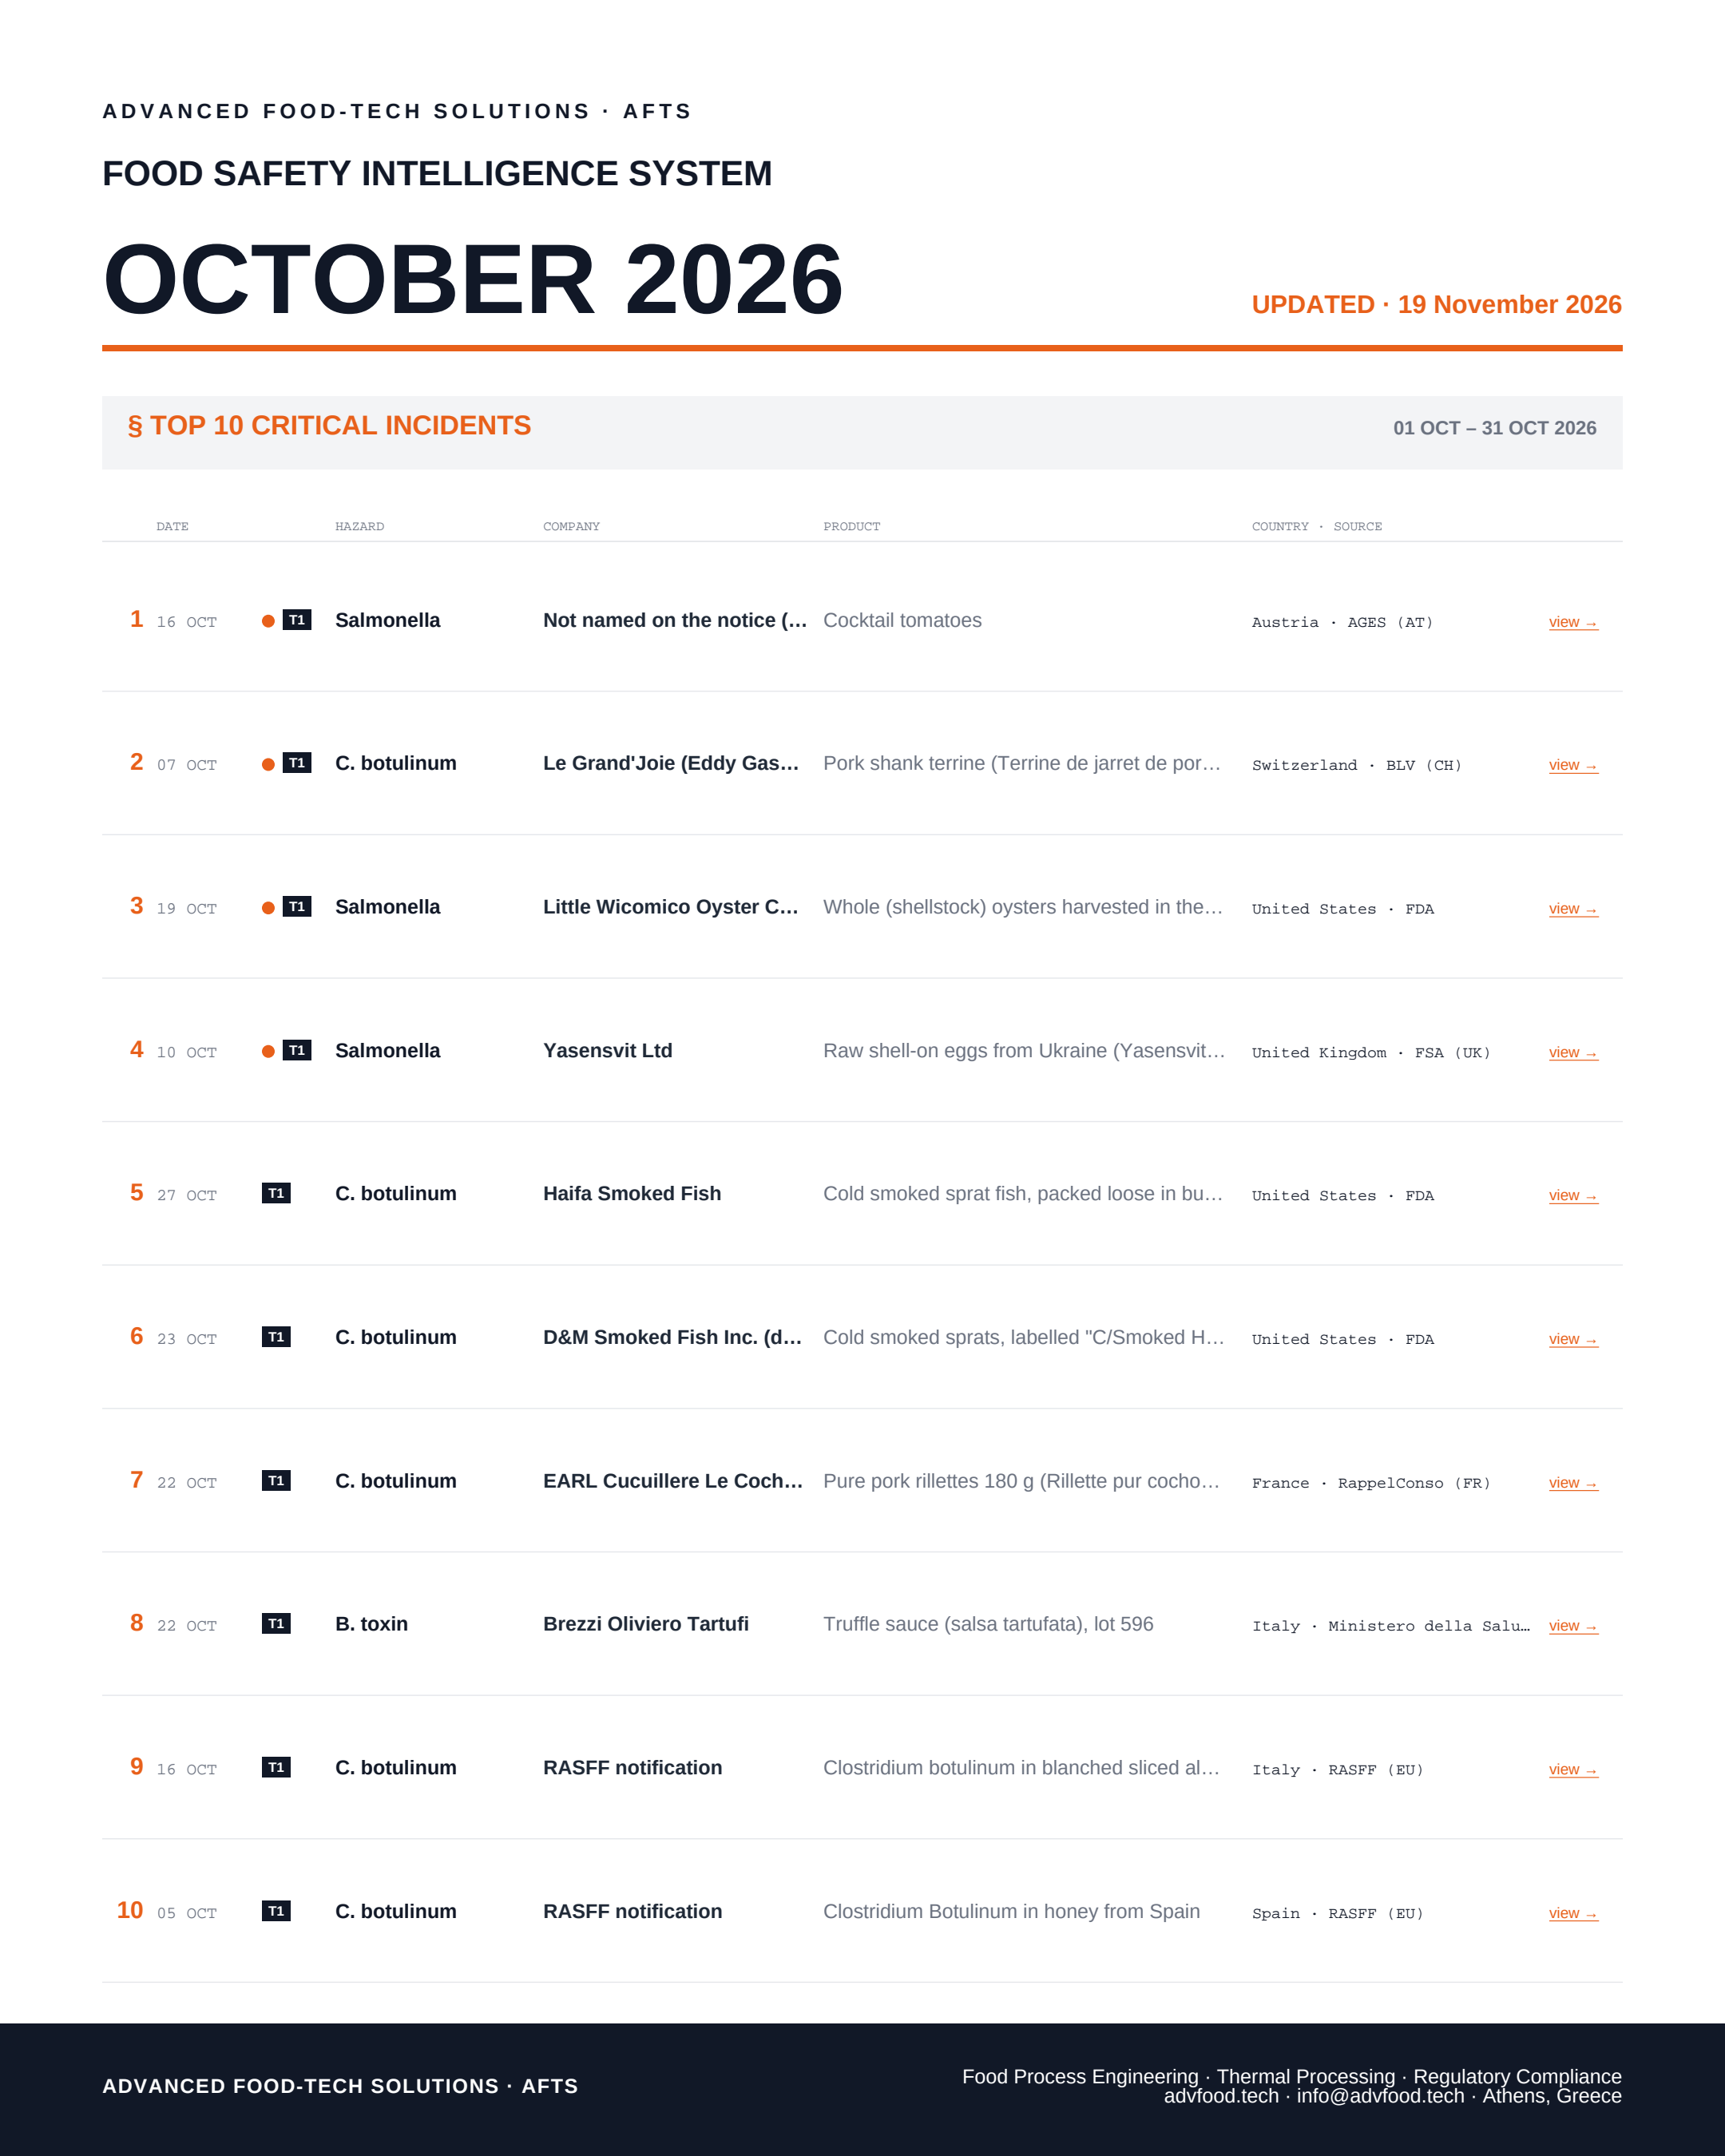 ADVANCED FOOD-TECH SOLUTIONS · AFTS
FOOD SAFETY INTELLIGENCE SYSTEM
OCTOBER 2026
UPDATED · 19 November 2026
§ TOP 10 CRITICAL INCIDENTS
01 OCT – 31 OCT 2026
DATE HAZARD COMPANY PRODUCT COUNTRY · SOURCE
1 16 OCT T1 Salmonella Not named on the notice (… Cocktail tomatoes Austria · AGES (AT) view →
2 07 OCT T1 C. botulinum Le Grand'Joie (Eddy Gas… Pork shank terrine (Terrine de jarret de por… Switzerland · BLV (CH) view →
3 19 OCT T1 Salmonella Little Wicomico Oyster C… Whole (shellstock) oysters harvested in the… United States · FDA view →
4 10 OCT T1 Salmonella Yasensvit Ltd Raw shell-on eggs from Ukraine (Yasensvit… United Kingdom · FSA (UK) view →
5 27 OCT T1 C. botulinum Haifa Smoked Fish Cold smoked sprat fish, packed loose in bu… United States · FDA view →
6 23 OCT T1 C. botulinum D&M Smoked Fish Inc. (d… Cold smoked sprats, labelled "C/Smoked H… United States · FDA view →
7 22 OCT T1 C. botulinum EARL Cucuillere Le Coch… Pure pork rillettes 180 g (Rillette pur cocho… France · RappelConso (FR) view →
8 22 OCT T1 B. toxin Brezzi Oliviero Tartufi Truffle sauce (salsa tartufata), lot 596 Italy · Ministero della Salu… view →
9 16 OCT T1 C. botulinum RASFF notification Clostridium botulinum in blanched sliced al… Italy · RASFF (EU) view →
10 05 OCT T1 C. botulinum RASFF notification Clostridium Botulinum in honey from Spain Spain · RASFF (EU) view →
ADVANCED FOOD-TECH SOLUTIONS · AFTS
Food Process Engineering · Thermal Processing · Regulatory Compliance
advfood.tech · info@advfood.tech · Athens, Greece